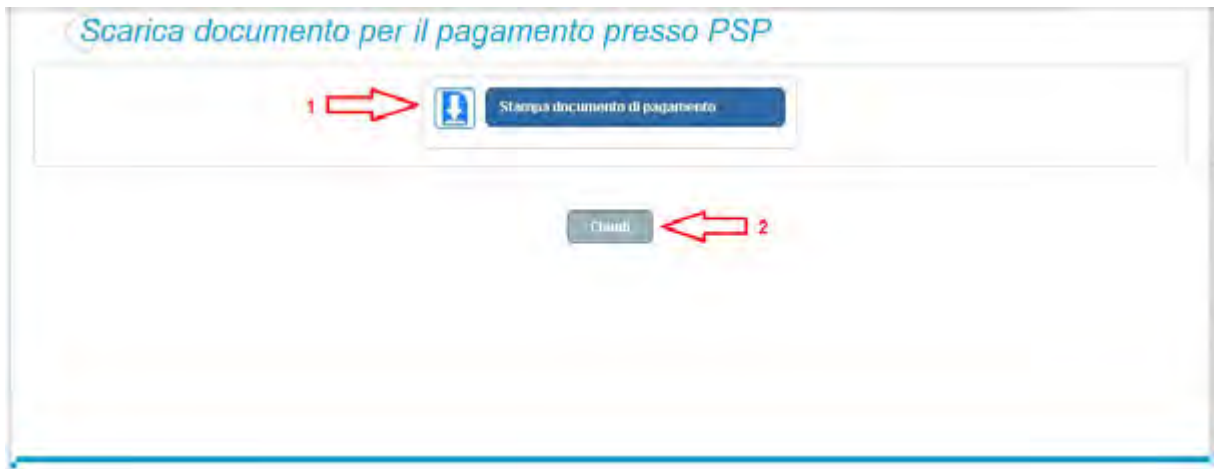 Scarica documento per il pagamento presso PSP
1 Stampa documento di pagamento
Chiudi 2